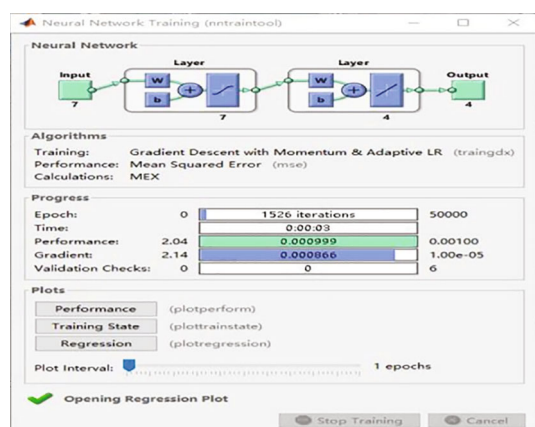 Neural Network Training (nntraintool)
Neural Network
Layer Layer
Input Output
W W
b b
7 7 4 4
Algorithms
Training: Gradient Descent with Momentum & Adaptive LR (traingdx)
Performance: Mean Squared Error (mse)
Calculations: MEX
Progress
Epoch: 0 1526 iterations 50000
Time: 0:00:03
Performance: 2.04 0.000999 0.00100
Gradient: 2.14 0.000866 1.00e-05
Validation Checks: 0 0 6
Plots
Performance (plotperform)
Training State (plottrainstate)
Regression (plotregression)
Plot Interval: 1 epochs
Opening Regression Plot
Stop Training Cancel